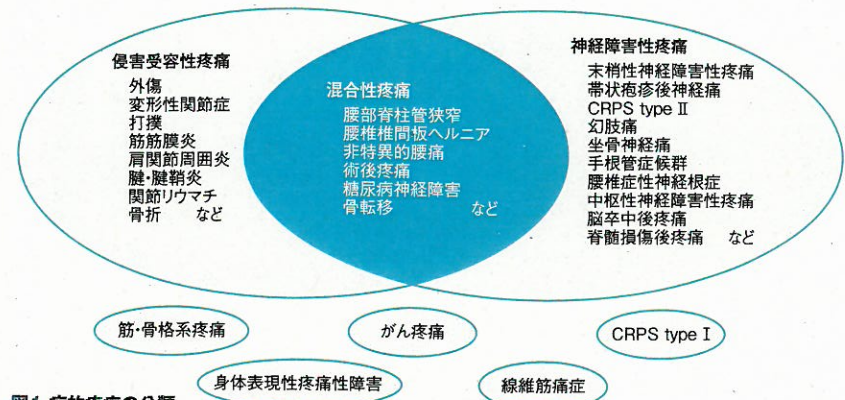 侵害受容性疼痛
外傷
変形性関節症
打撲
筋筋膜炎
肩関節周囲炎
腱・腱鞘炎
関節リウマチ
骨折 など
混合性疼痛
腰部脊柱管狭窄
腰椎椎間板ヘルニア
非特異的腰痛
術後疼痛
糖尿病神経障害
骨転移 など
神経障害性疼痛
末梢性神経障害性疼痛
帯状疱疹後神経痛
CRPS type Ⅱ
幻肢痛
坐骨神経痛
手根管症候群
腰椎症性神経根症
中枢性神経障害性疼痛
脳卒中後疼痛
脊髄損傷後疼痛 など
筋・骨格系疼痛
がん疼痛
CRPS type Ⅰ
身体表現性疼痛性障害
線維筋痛症